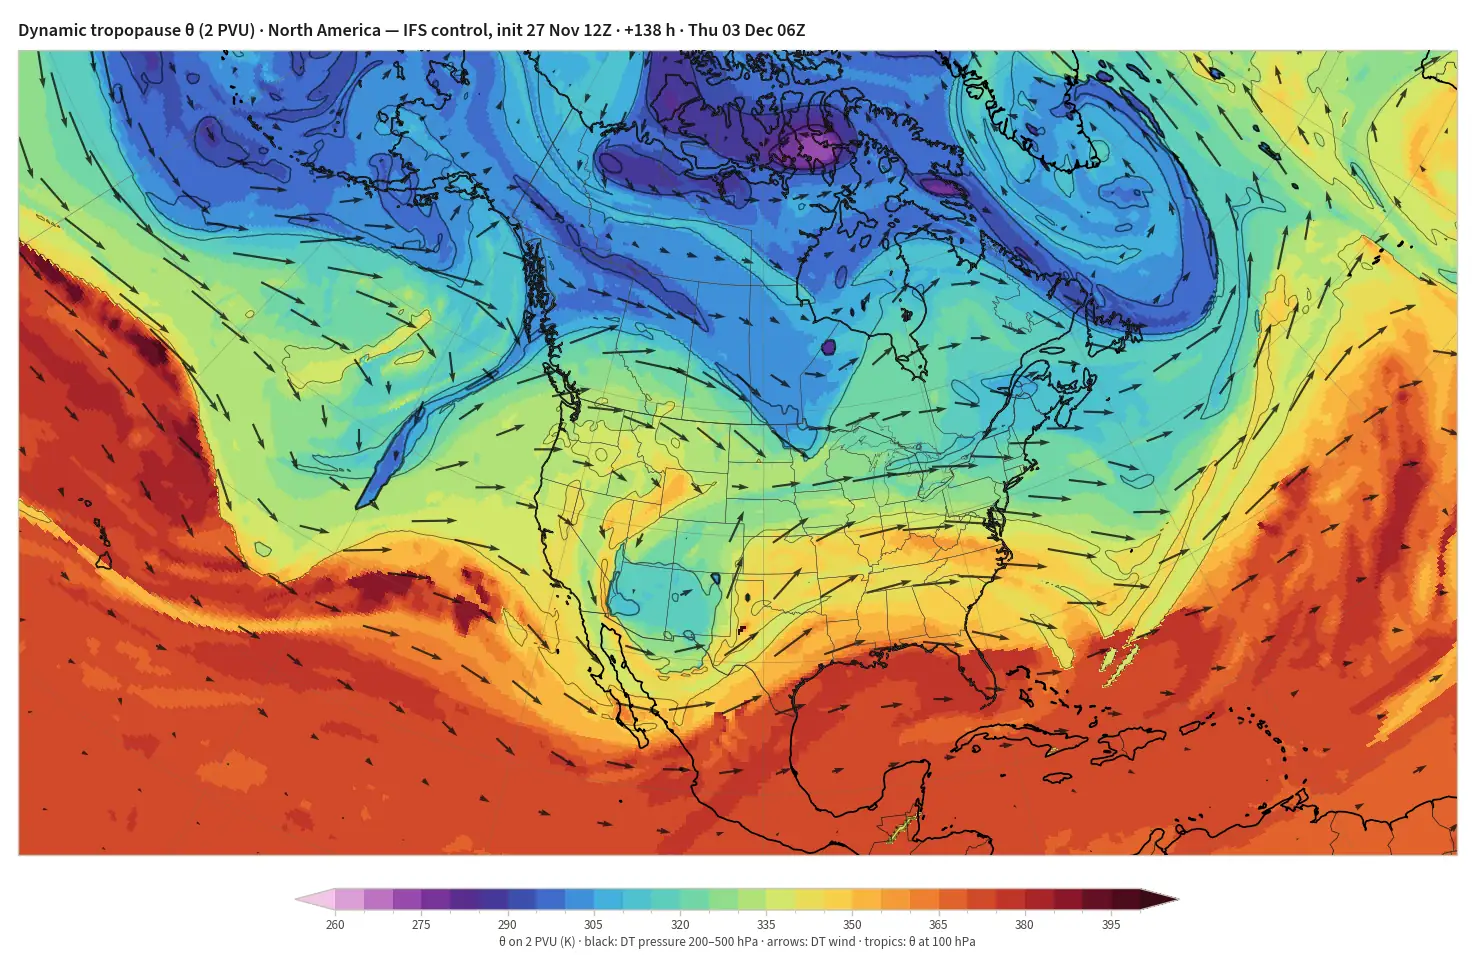 Dynamic tropopause θ (2 PVU) · North America — IFS control, init 27 Nov 12Z · +138 h · Thu 03 Dec 06Z
260 275 290 305 320 335 350 365 380 395
θ on 2 PVU (K) · black: DT pressure 200–500 hPa · arrows: DT wind · tropics: θ at 100 hPa